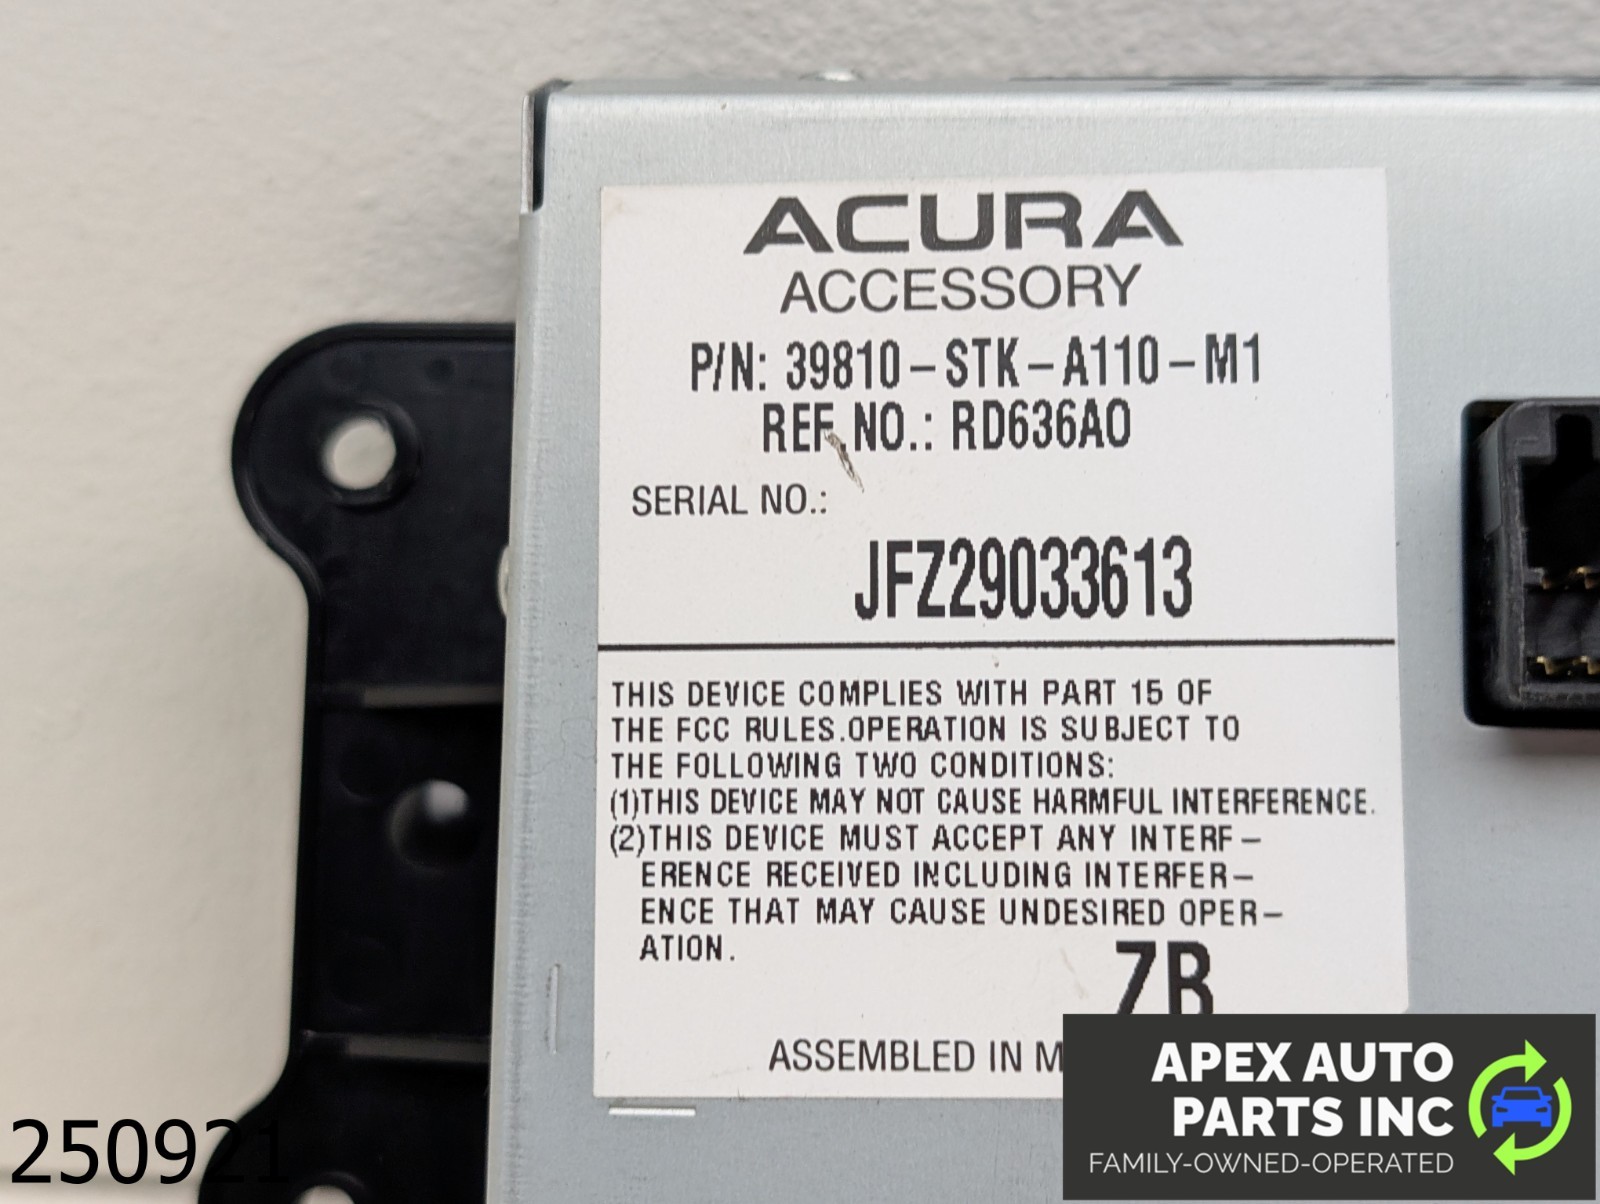 ACURA
ACCESSORY
P/N: 39810-STK-A110-M1
REF.NO.: RD636A0
SERIAL NO.:
JFZ29033613
THIS DEVICE COMPLIES WITH PART 15 OF
THE FCC RULES.OPERATION IS SUBJECT TO
THE FOLLOWING TWO CONDITIONS:
(1)THIS DEVICE MAY NOT CAUSE HARMFUL INTERFERENCE.
(2)THIS DEVICE MUST ACCEPT ANY INTERF-
ERENCE RECEIVED INCLUDING INTERFER-
ENCE THAT MAY CAUSE UNDESIRED OPER-
ATION.
7B
ASSEMBLED IN M
APEX AUTO
PARTS INC
FAMILY-OWNED-OPERATED
250921